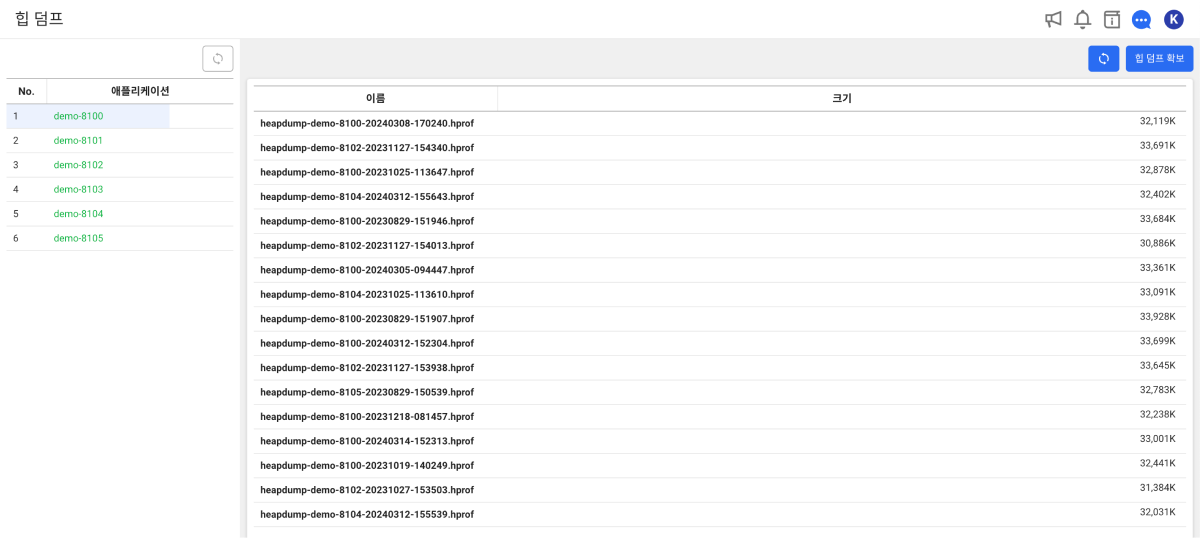 힙 덤프
K
힙 덤프 확보
No. 애플리케이션
1 demo-8100
2 demo-8101
3 demo-8102
4 demo-8103
5 demo-8104
6 demo-8105
이름 크기
heapdump-demo-8100-20240308-170240.hprof 32,119K
heapdump-demo-8102-20231127-154340.hprof 33,691K
heapdump-demo-8100-20231025-113647.hprof 32,878K
heapdump-demo-8104-20240312-155643.hprof 32,402K
heapdump-demo-8100-20230829-151946.hprof 33,684K
heapdump-demo-8102-20231127-154013.hprof 30,886K
heapdump-demo-8100-20240305-094447.hprof 33,361K
heapdump-demo-8104-20231025-113610.hprof 33,091K
heapdump-demo-8100-20230829-151907.hprof 33,928K
heapdump-demo-8100-20240312-152304.hprof 33,699K
heapdump-demo-8102-20231127-153938.hprof 33,645K
heapdump-demo-8105-20230829-150539.hprof 32,783K
heapdump-demo-8100-20231218-081457.hprof 32,238K
heapdump-demo-8100-20240314-152313.hprof 33,001K
heapdump-demo-8100-20231019-140249.hprof 32,441K
heapdump-demo-8102-20231027-153503.hprof 31,384K
heapdump-demo-8104-20240312-155539.hprof 32,031K